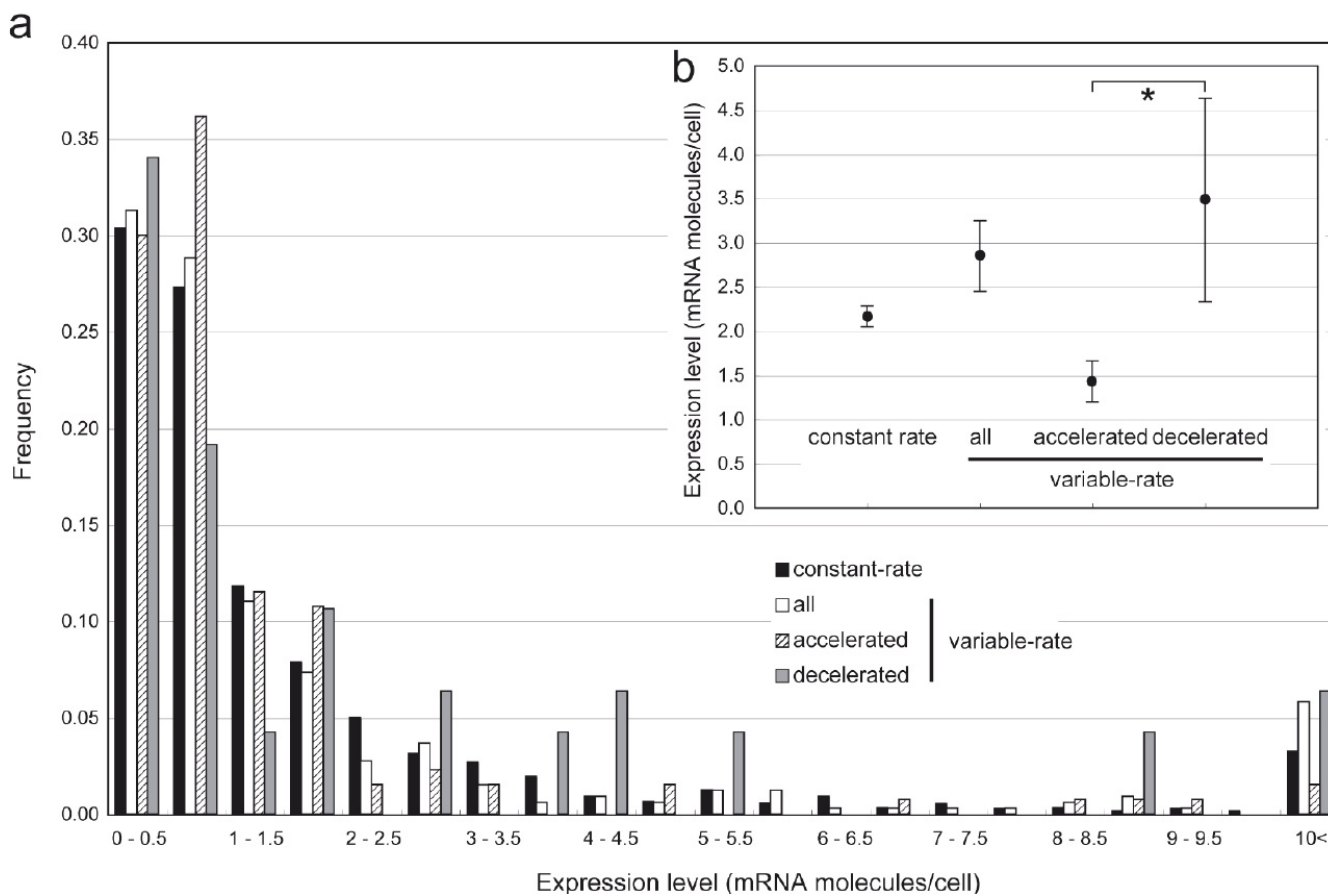 a
0.40
0.35
0.30
0.25
0.20
0.15
0.10
0.05
0.00
Frequency
0 - 0.5 1 - 1.5 2 - 2.5 3 - 3.5 4 - 4.5 5 - 5.5 6 - 6.5 7 - 7.5 8 - 8.5 9 - 9.5 10<
Expression level (mRNA molecules/cell)
b
5.0
4.5
4.0
3.5
3.0
2.5
2.0
1.5
1.0
0.5
0.0
Expression level (mRNA molecules/cell)
*
constant rate all accelerated decelerated
variable-rate
constant-rate
all
accelerated
decelerated
variable-rate